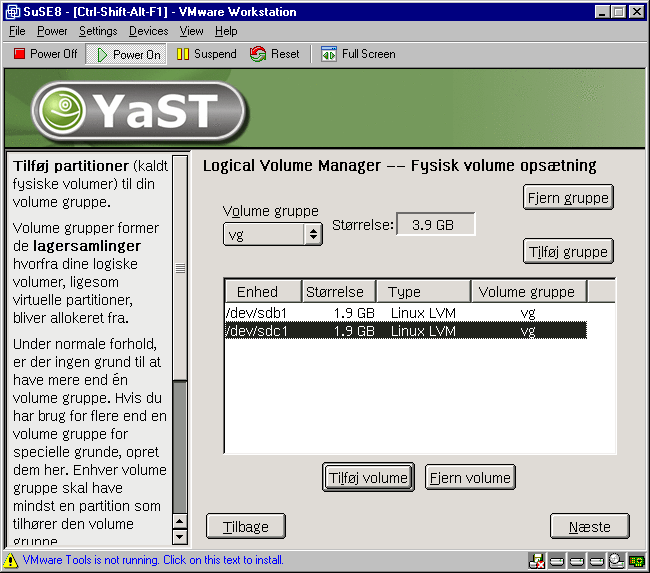 SuSE8 - [Ctrl-Shift-Alt-F1] - VMware Workstation
File Power Settings Devices View Help
Power Off Power On Suspend Reset Full Screen
YaST
Tilføj partitioner (kaldt
fysiske volumer) til din
volume gruppe.
Volume grupper former
de lagersamlinger
hvorfra dine logiske
volumer, ligesom
virtuelle partitioner,
bliver allokeret fra.
Under normale forhold,
er der ingen grund til at
have mere end én
volume gruppe. Hvis du
har brug for flere end en
volume gruppe for
specielle grunde, opret
dem her. Enhver volume
gruppe skal have
mindst en partition som
tilhører den volume
gruppe
Logical Volume Manager -- Fysisk volume opsætning
Volume gruppe
vg
Størrelse: 3.9 GB
Fjern gruppe
Tilføj gruppe
Enhed Størrelse Type Volume gruppe
/dev/sdb1 1.9 GB Linux LVM vg
/dev/sdc1 1.9 GB Linux LVM vg
Tilføj volume Fjern volume
Tilbage Næste
VMware Tools is not running. Click on this text to install.